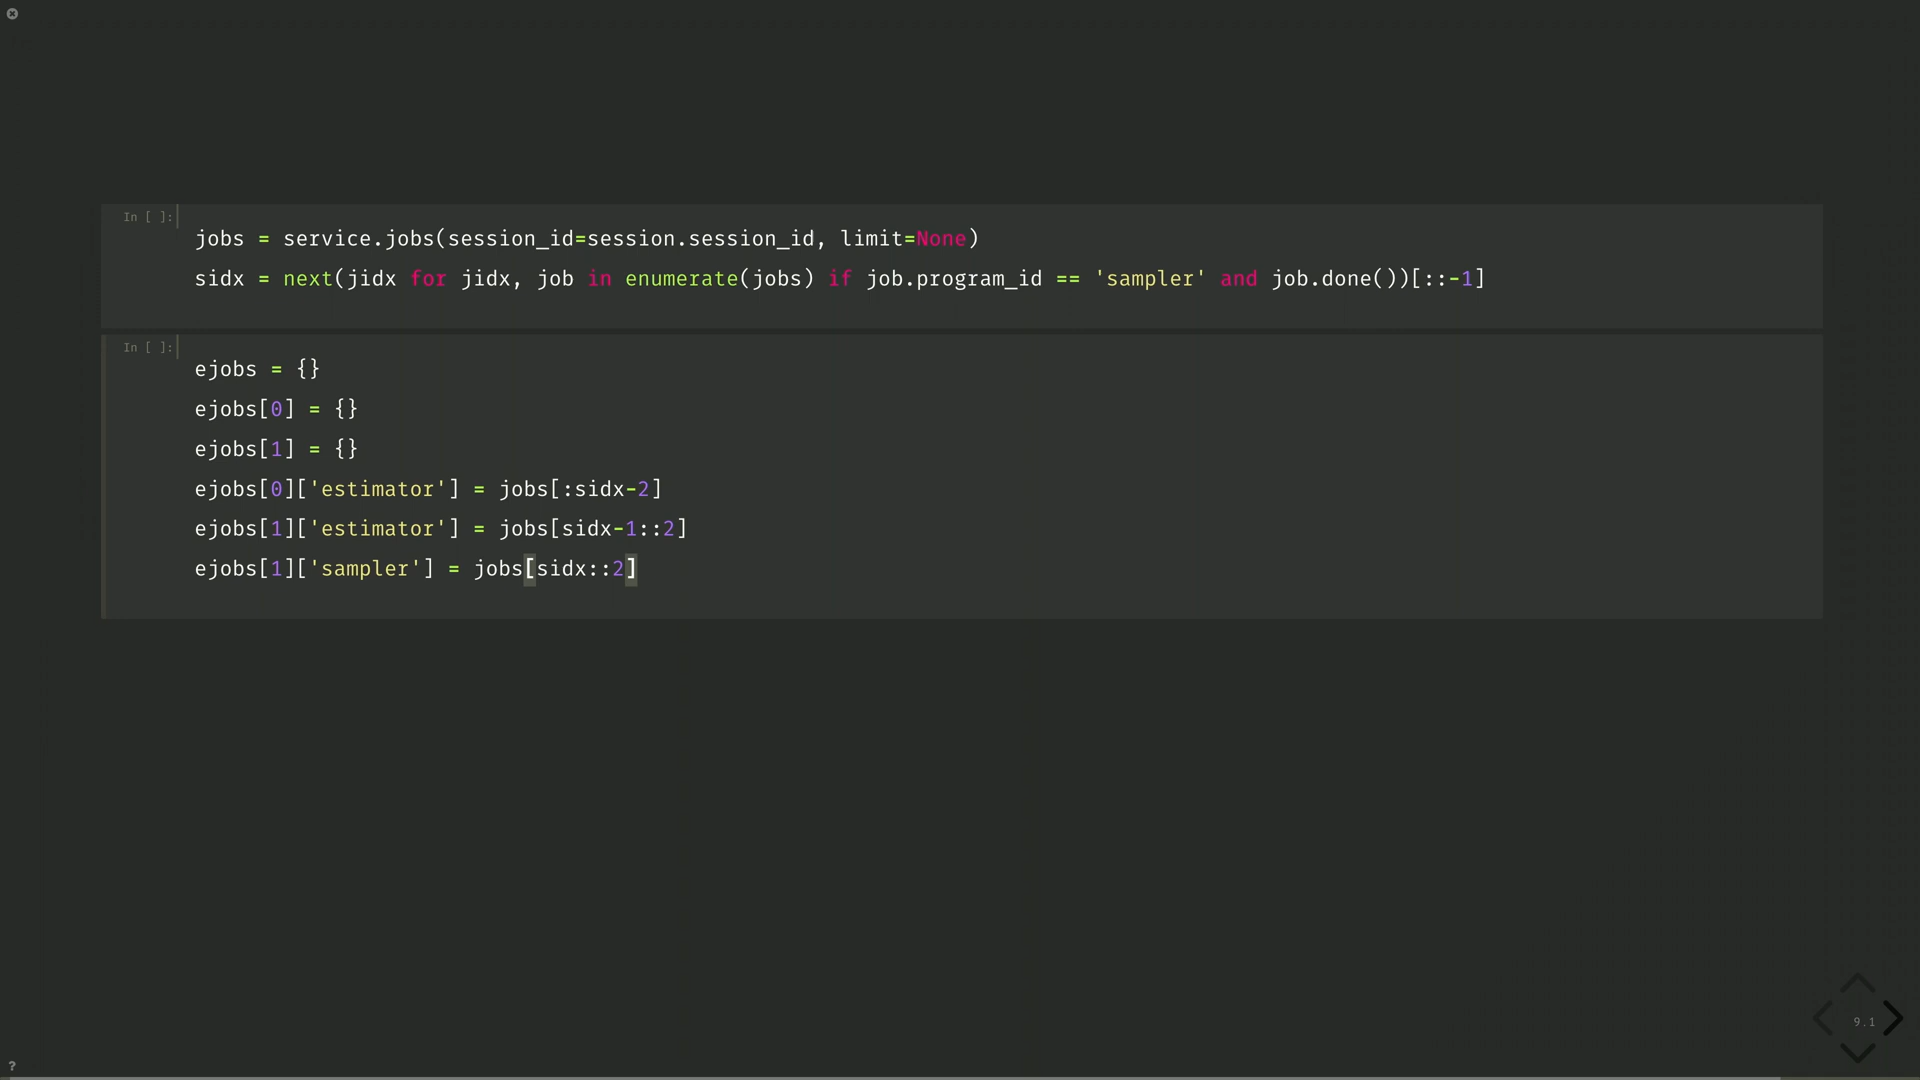 In [ ]:
jobs = service.jobs(session_id=session.session_id, limit=None)
sidx = next(jidx for jidx, job in enumerate(jobs) if job.program_id == 'sampler' and job.done())[::-1]
In [ ]:
ejobs = {}
ejobs[0] = {}
ejobs[1] = {}
ejobs[0]['estimator'] = jobs[:sidx-2]
ejobs[1]['estimator'] = jobs[sidx-1::2]
ejobs[1]['sampler'] = jobs[sidx::2]
9.1
?